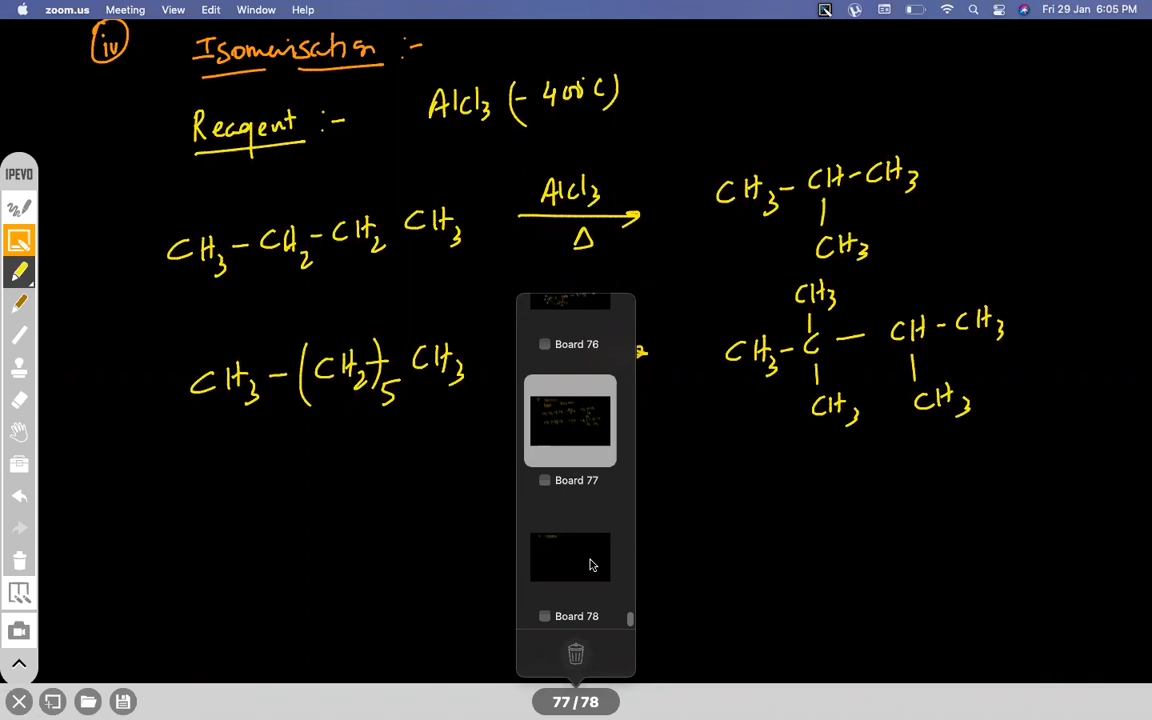 zoom.us Meeting View Edit Window Help Fri 29 Jan 6:05 PM
iv Isomerisation :-
Reagent :- AlCl3 (- 400°C)
IPEVO
CH3-CH2-CH2 CH3 AlCl3 Δ CH3-CH-CH3
CH3
CH3
CH3-(CH2)5 CH3 CH3-C-CH-CH3
CH3 CH3
Board 76
Board 77
Board 78
77/78